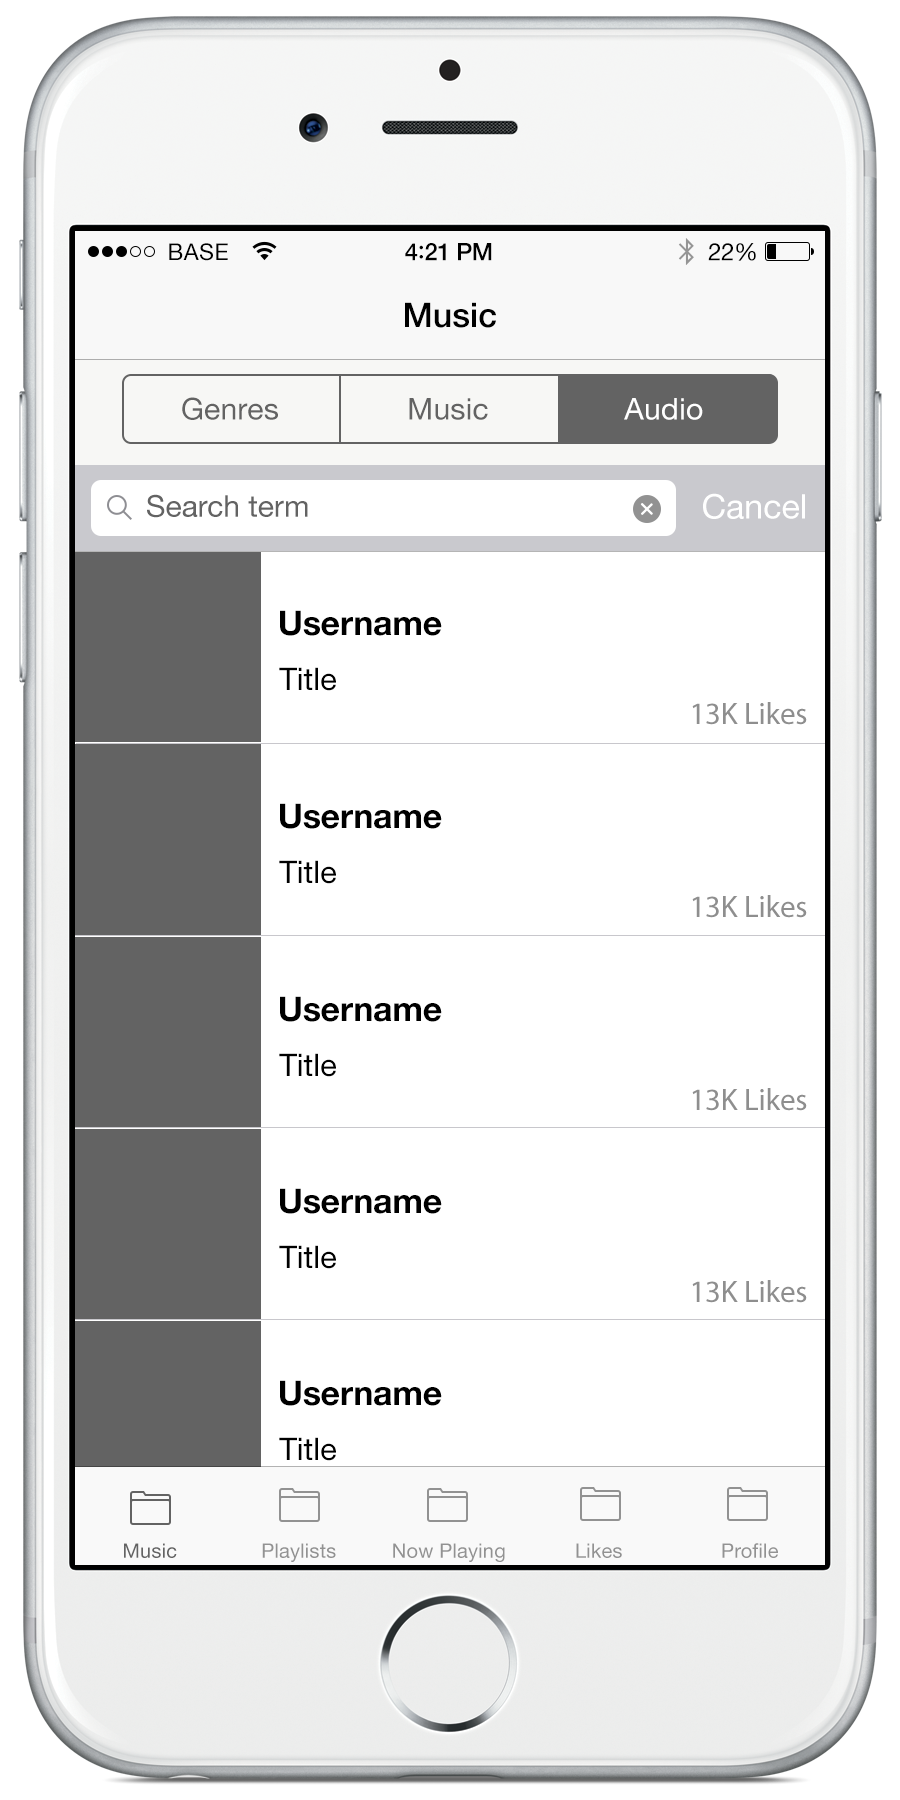 BASE 4:21 PM 22%
Music
Genres Music Audio
Search term Cancel
Username
Title
13K Likes
Username
Title
13K Likes
Username
Title
13K Likes
Username
Title
13K Likes
Username
Title
Music Playlists Now Playing Likes Profile